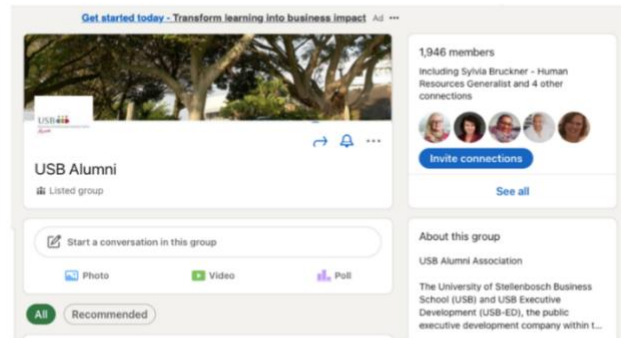 Get started today - Transform learning into business impact Ad •••
USB
USB Alumni
Listed group
Start a conversation in this group
Photo
Video
Poll
All
Recommended
1,946 members
Including Sylvia Bruckner - Human
Resources Generalist and 4 other
connections
Invite connections
See all
About this group
USB Alumni Association
The University of Stellenbosch Business
School (USB) and USB Executive
Development (USB-ED), the public
executive development company within t...